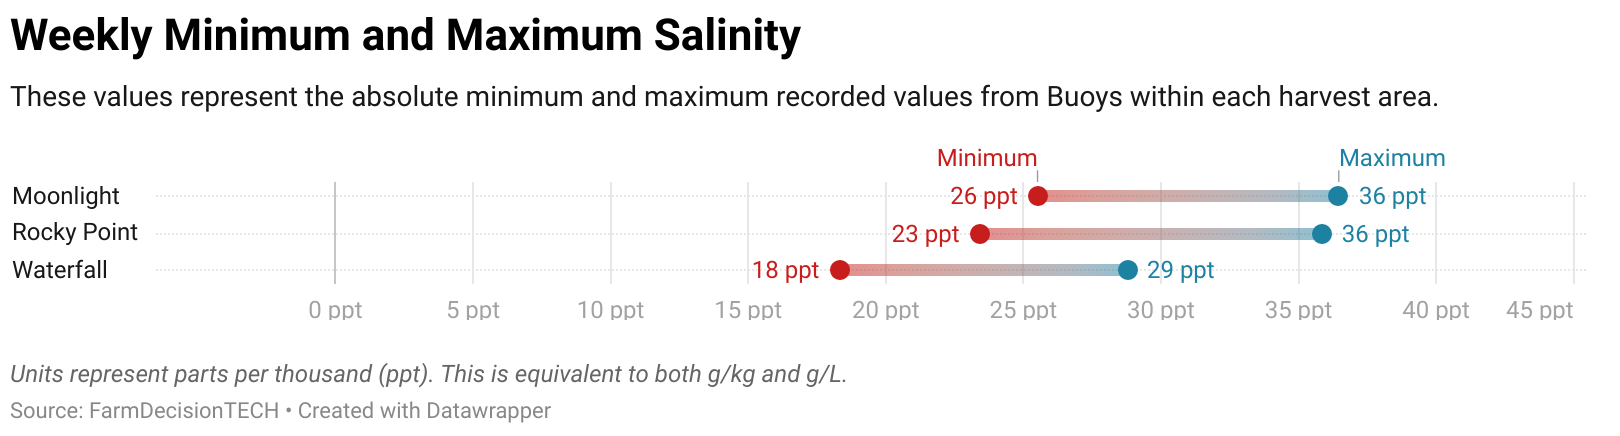 Weekly Minimum and Maximum Salinity
These values represent the absolute minimum and maximum recorded values from Buoys within each harvest area.
Minimum Maximum
Moonlight 26 ppt 36 ppt
Rocky Point 23 ppt 36 ppt
Waterfall 18 ppt 29 ppt
0 ppt 5 ppt 10 ppt 15 ppt 20 ppt 25 ppt 30 ppt 35 ppt 40 ppt 45 ppt
Units represent parts per thousand (ppt). This is equivalent to both g/kg and g/L.
Source: FarmDecisionTECH • Created with Datawrapper